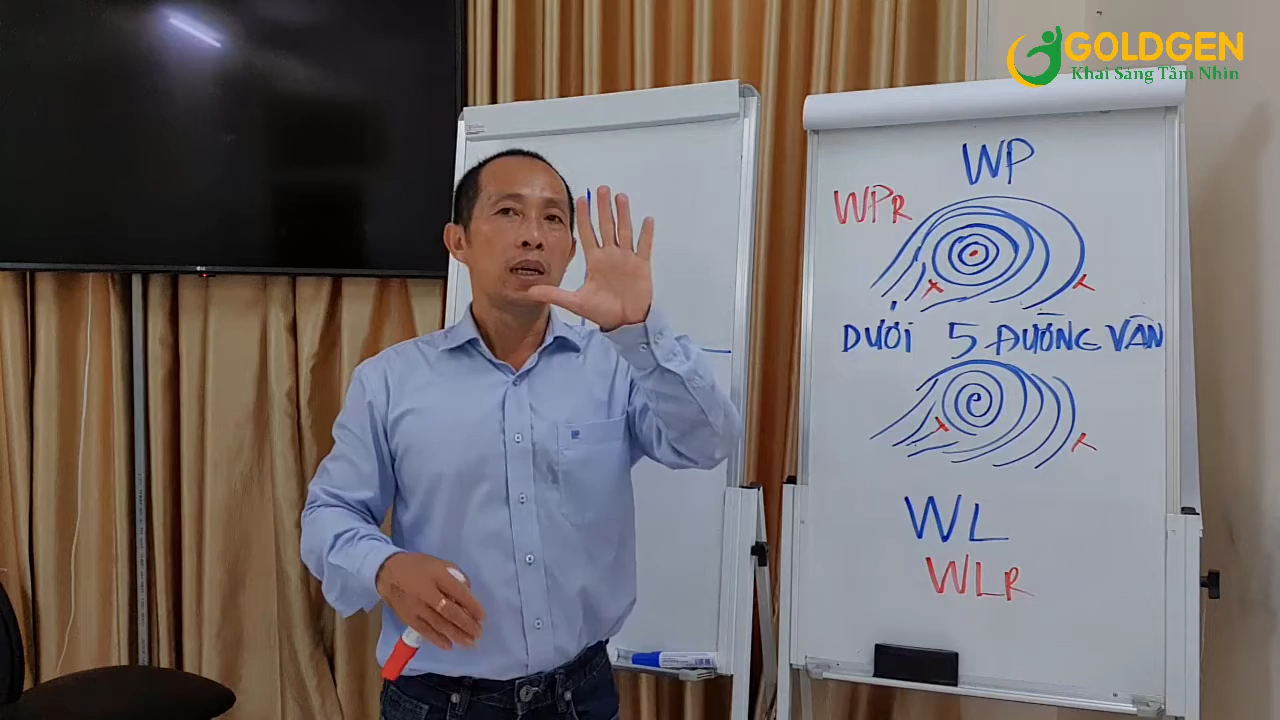 GOLDGEN
Khai Sáng Tầm Nhìn
WP
WPR
DƯỚI 5 ĐƯỜNG VÂN
WL
WLR